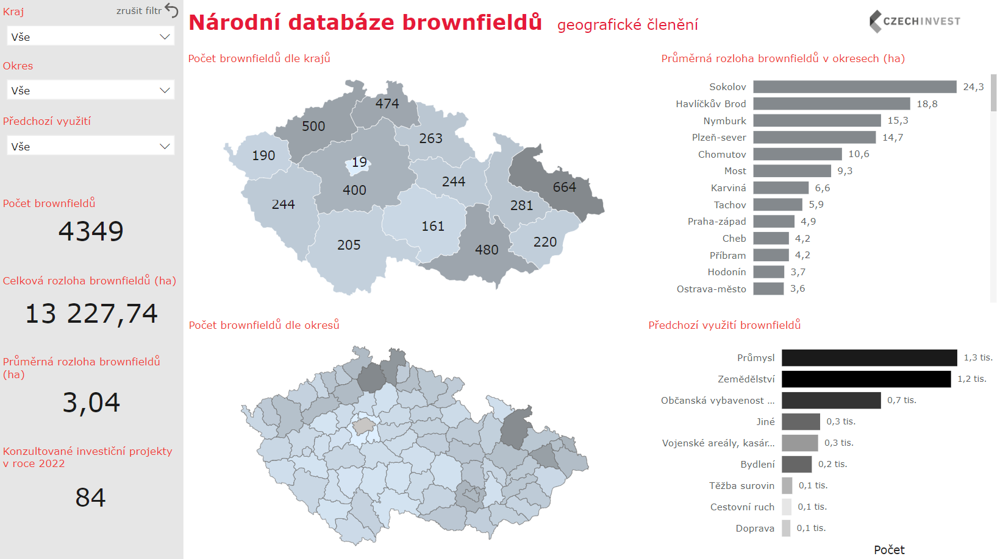 Kraj
zrušit filtr
Vše
Okres
Vše
Předchozí využití
Vše
Počet brownfieldů
4349
Celková rozloha brownfieldů (ha)
13 227,74
Průměrná rozloha brownfieldů
(ha)
3,04
Konzultované investiční projekty
v roce 2022
84
Národní databáze brownfieldů
geografické členění
CZECHINVEST
Počet brownfieldů dle krajů
474
500
263
190
19
244
664
400
244
281
161
205
480
220
Průměrná rozloha brownfieldů v okresech (ha)
Sokolov 24,3
Havlíčkův Brod 18,8
Nymburk 15,3
Plzeň-sever 14,7
Chomutov 10,6
Most 9,3
Karviná 6,6
Tachov 5,9
Praha-západ 4,9
Cheb 4,2
Příbram 4,2
Hodonín 3,7
Ostrava-město 3,6
Počet brownfieldů dle okresů
Předchozí využití brownfieldů
Průmysl 1,3 tis.
Zemědělství 1,2 tis.
Občanská vybavenost ... 0,7 tis.
Jiné 0,3 tis.
Vojenské areály, kasár... 0,3 tis.
Bydlení 0,2 tis.
Těžba surovin 0,1 tis.
Cestovní ruch 0,1 tis.
Doprava 0,1 tis.
Počet